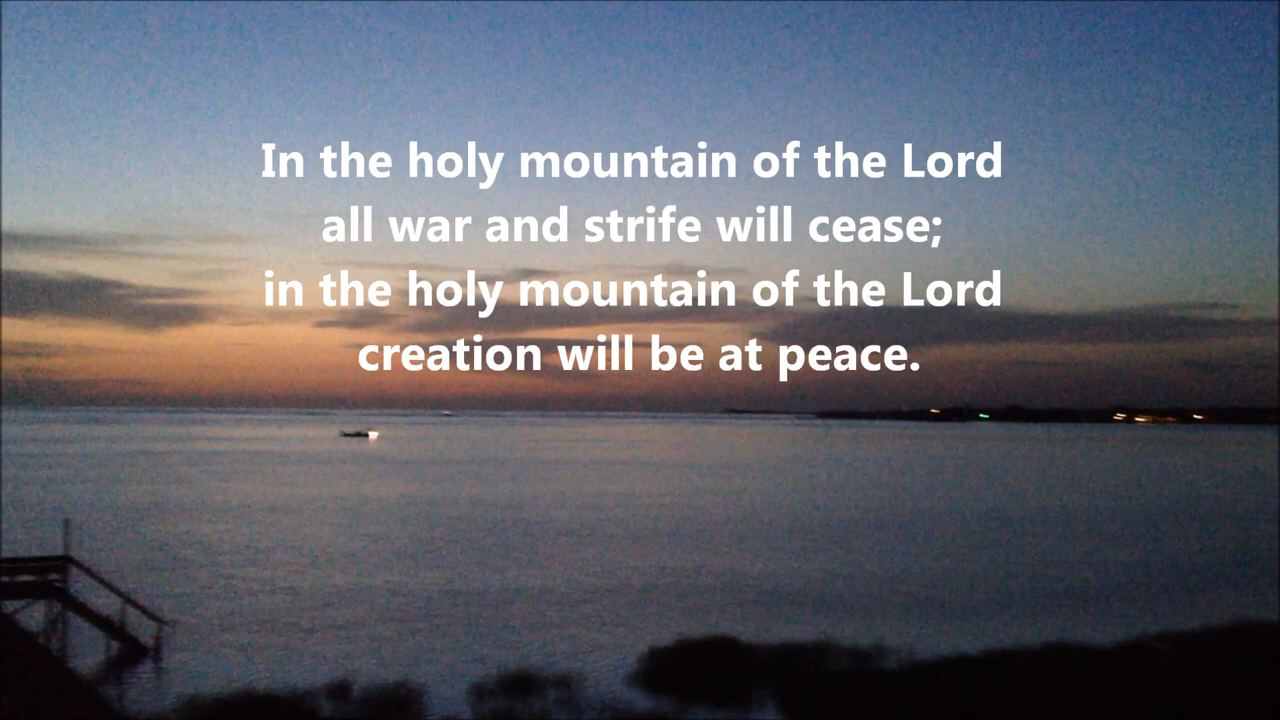 In the holy mountain of the Lord
all war and strife will cease;
in the holy mountain of the Lord
creation will be at peace.